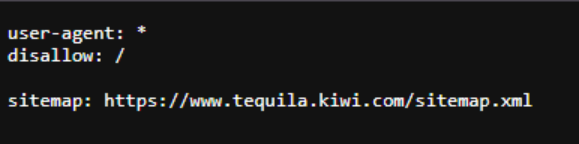 user-agent: *
disallow: /
sitemap: https://www.tequila.kiwi.com/sitemap.xml